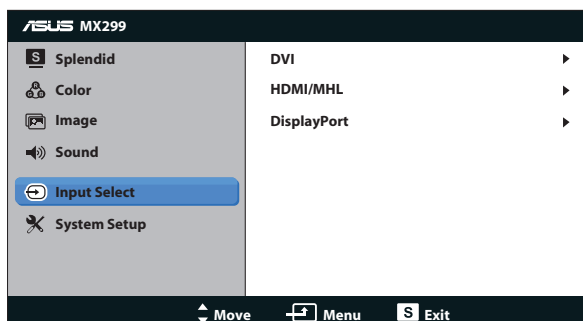 ASUS MX299
S Splendid
Color
Image
Sound
Input Select
System Setup
DVI
HDMI/MHL
DisplayPort
Move Menu S Exit